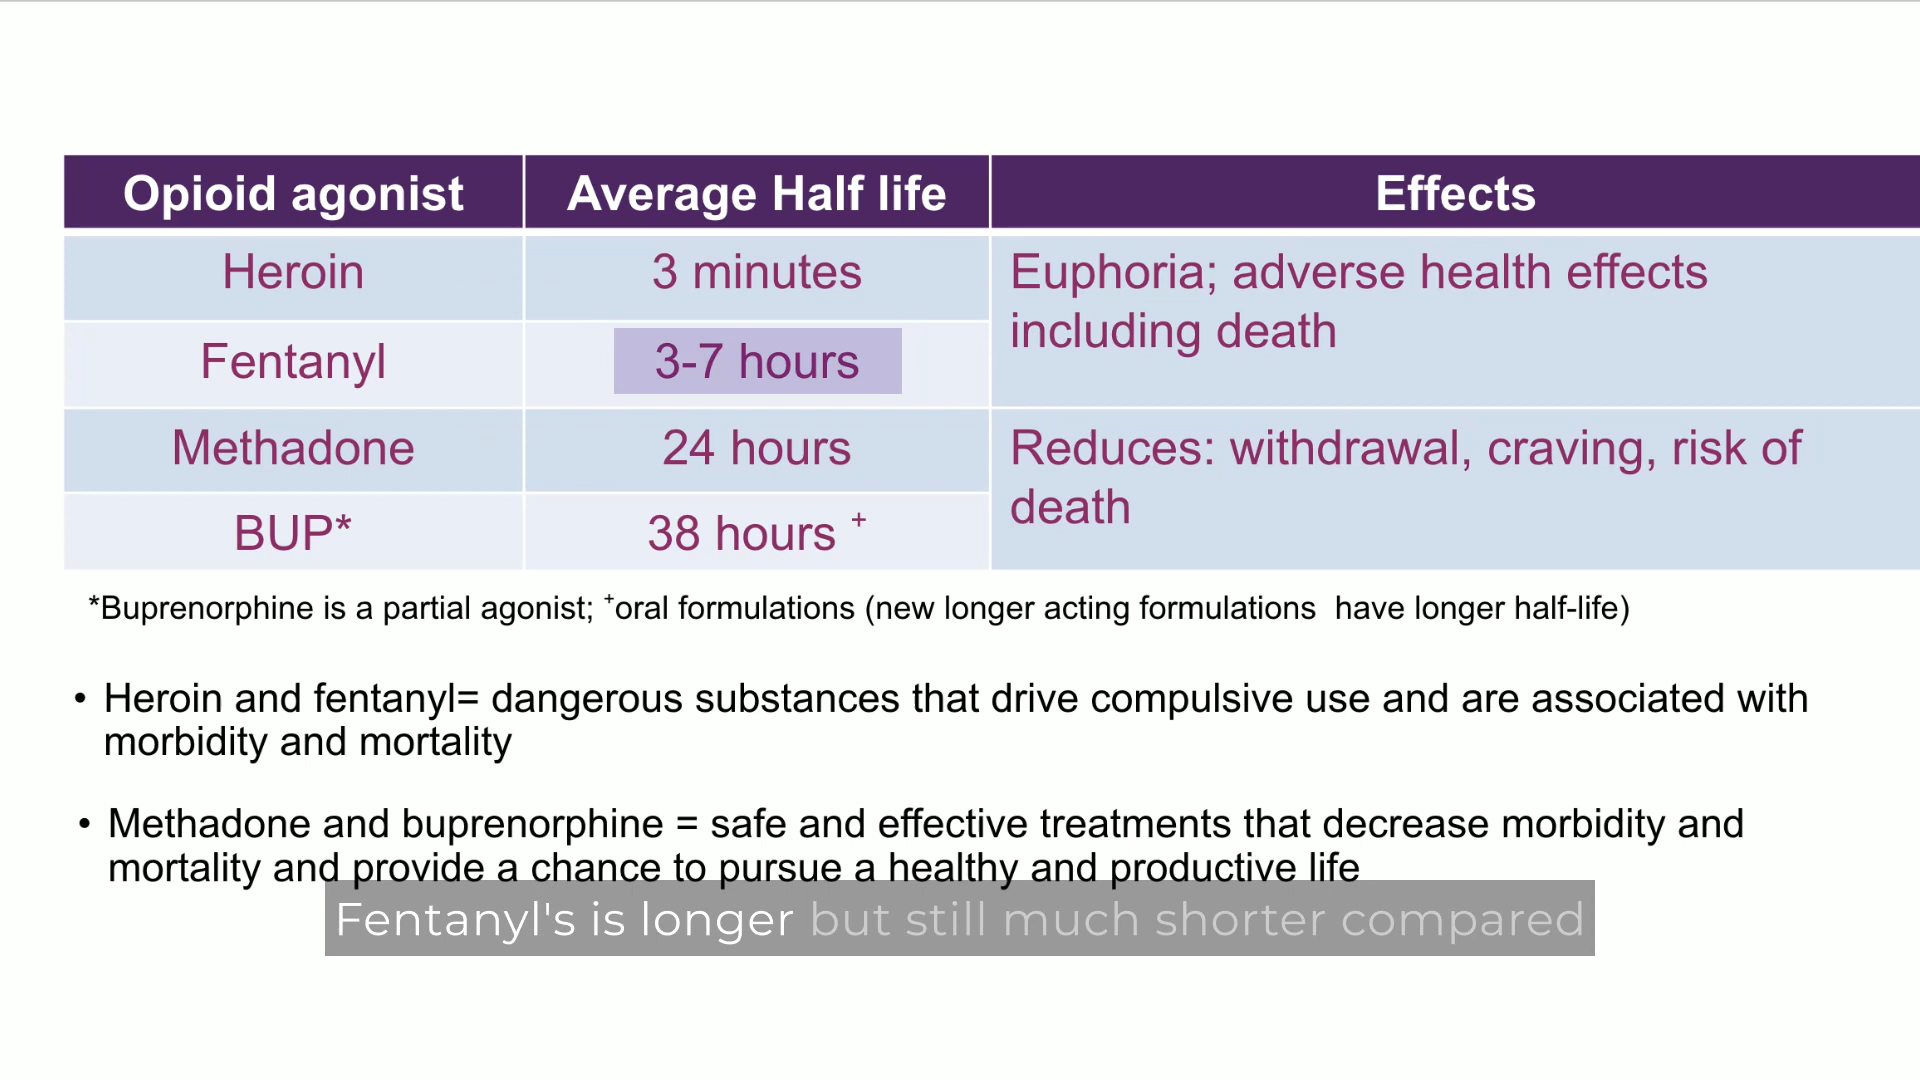 Opioid agonist Average Half life Effects
Heroin 3 minutes Euphoria; adverse health effects
including death
Fentanyl 3-7 hours
Methadone 24 hours Reduces: withdrawal, craving, risk of
death
BUP* 38 hours +
*Buprenorphine is a partial agonist; +oral formulations (new longer acting formulations have longer half-life)
• Heroin and fentanyl= dangerous substances that drive compulsive use and are associated with
morbidity and mortality
• Methadone and buprenorphine = safe and effective treatments that decrease morbidity and
mortality and provide a chance to pursue a healthy and productive life
Fentanyl's is longer but still much shorter compared